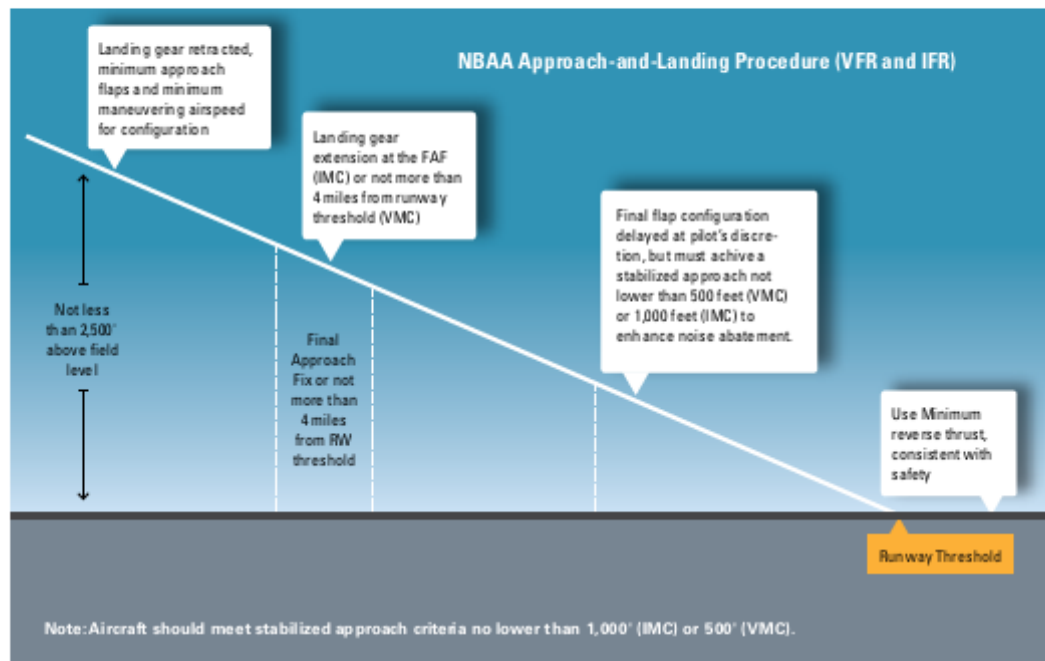 NBAA Approach-and-Landing Procedure (VFR and IFR)
Landing gear retracted,
minimum approach
flaps and minimum
maneuvering airspeed
for configuration
Landing gear
extension at the FAF
(IMC) or not more than
4 miles from runway
threshold (VMC)
Final flap configuration
delayed at pilot's discre-
tion, but must achive a
stabilized approach not
lower than 500 feet (VMC)
or 1,000 feet (IMC) to
enhance noise abatement.
Not less
than 2,500'
above field
level
Final
Approach
Fix or not
more than
4 miles
from RW
threshold
Use Minimum
reverse thrust,
consistent with
safety
Runway Threshold
Note: Aircraft should meet stabilized approach criteria no lower than 1,000' (IMC) or 500' (VMC).